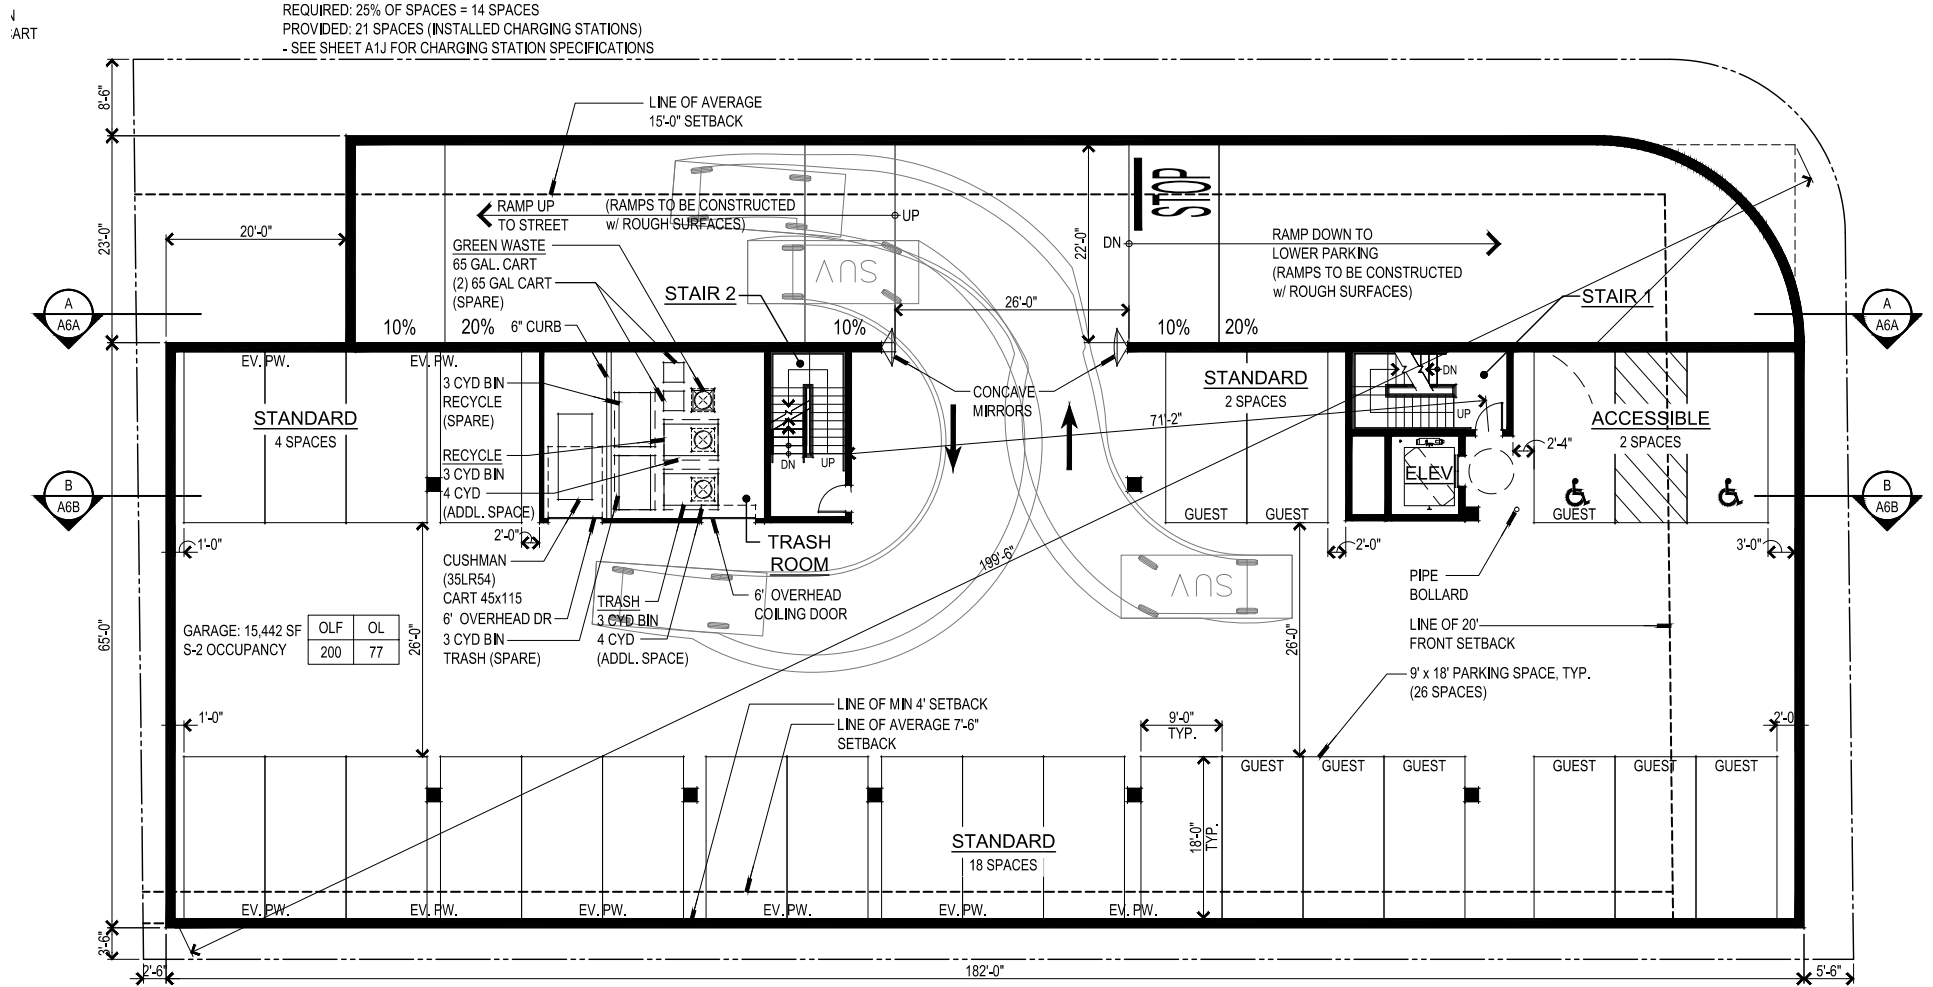 ART
REQUIRED: 25% OF SPACES = 14 SPACES
PROVIDED: 21 SPACES (INSTALLED CHARGING STATIONS)
- SEE SHEET A1J FOR CHARGING STATION SPECIFICATIONS
8'-6"
LINE OF AVERAGE
15'-0" SETBACK
23'-0"
20'-0"
RAMP UP
TO STREET
(RAMPS TO BE CONSTRUCTED
w/ ROUGH SURFACES)
UP
22'-0"
STOP
DN
RAMP DOWN TO
LOWER PARKING
(RAMPS TO BE CONSTRUCTED
w/ ROUGH SURFACES)
GREEN WASTE
65 GAL. CART
(2) 65 GAL CART
(SPARE)
6" CURB
STAIR 2
SUV
26'-0"
STAIR 1
A
A6A
A
A6A
10%
20%
10%
10%
20%
EV. PW.
EV. PW.
STANDARD
4 SPACES
3 CYD BIN
RECYCLE
(SPARE)
RECYCLE
3 CYD BIN
4 CYD
(ADDL. SPACE)
DN
UP
CONCAVE
MIRRORS
71'-2"
STANDARD
2 SPACES
DN
UP
ELEV
ACCESSIBLE
2 SPACES
2'-4"
B
A6B
B
A6B
GUEST
GUEST
GUEST
1'-0"
2'-0"
TRASH
ROOM
199'-6"
2'-0"
3'-0"
CUSHMAN
(35LR54)
CART 45x115
6' OVERHEAD DR
3 CYD BIN
TRASH (SPARE)
TRASH
3 CYD BIN
4 CYD
(ADDL. SPACE)
6' OVERHEAD
COILING DOOR
SUV
PIPE
BOLLARD
LINE OF 20'
FRONT SETBACK
9' x 18' PARKING SPACE, TYP.
(26 SPACES)
65'-0"
GARAGE: 15,442 SF
S-2 OCCUPANCY
OLF OL
200 77
26'-0"
26'-0"
1'-0"
LINE OF MIN 4' SETBACK
LINE OF AVERAGE 7'-6"
SETBACK
9'-0"
TYP.
2'-0
GUEST
GUEST
GUEST
GUEST
GUEST
GUEST
18'-0"
TYP.
STANDARD
18 SPACES
EV. PW.
EV. PW.
EV. PW.
EV. PW.
EV. PW.
EV. PW.
3'-6"
2'-6"
182'-0"
5'-6"